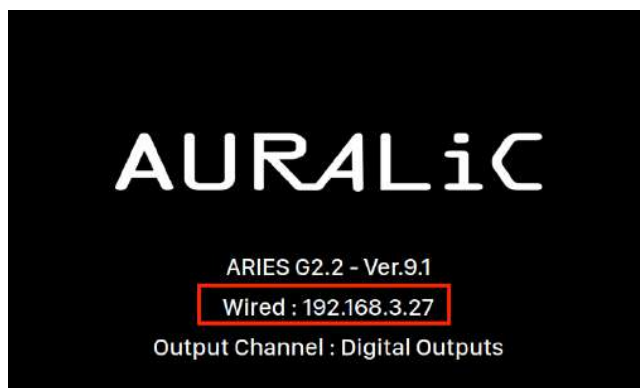 AURALiC
ARIES G2.2 - Ver.9.1
Wired : 192.168.3.27
Output Channel : Digital Outputs